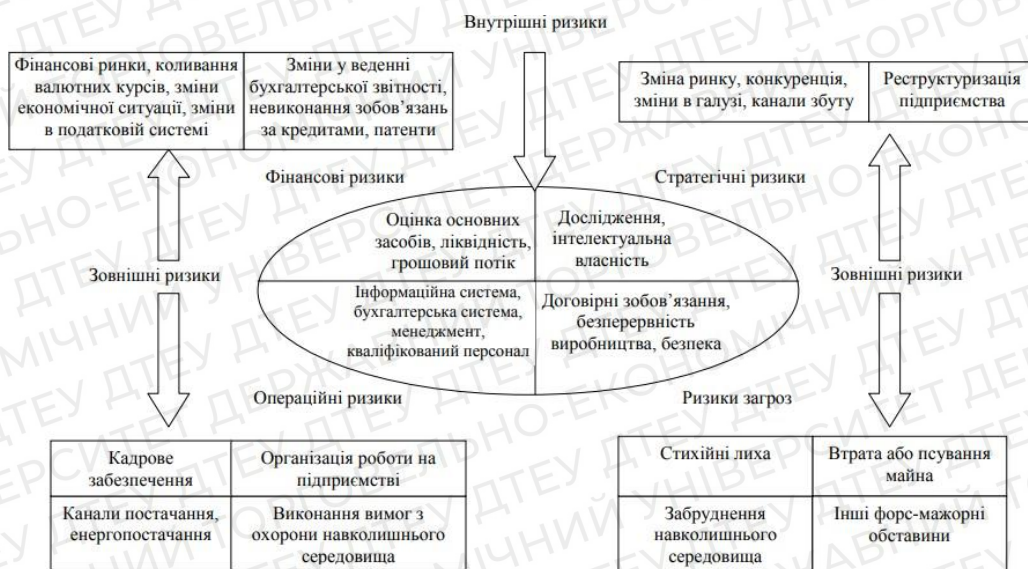 Внутрішні ризики
Фінансові ринки, коливання
валютних курсів, зміни
економічної ситуації, зміни
в податковій системі
Зміни у веденні
бухгалтерської звітності,
невиконання зобов’язань
за кредитами, патенти
Зміна ринку, конкуренція,
зміни в галузі, канали збуту
Реструктуризація
підприємства
Фінансові ризики
Стратегічні ризики
Оцінка основних
засобів, ліквідність,
грошовий потік
Дослідження,
інтелектуальна
власність
Зовнішні ризики
Зовнішні ризики
Інформаційна система,
бухгалтерська система,
менеджмент,
кваліфікований персонал
Договірні зобов’язання,
безперервність
виробництва, безпека
Операційні ризики
Ризики загроз
Кадрове
забезпечення
Організація роботи на
підприємстві
Канали постачання,
енергопостачання
Виконання вимог з
охорони навколишнього
середовища
Стихійні лиха
Втрата або псування
майна
Забруднення
навколишнього
середовища
Інші форс-мажорні
обставини